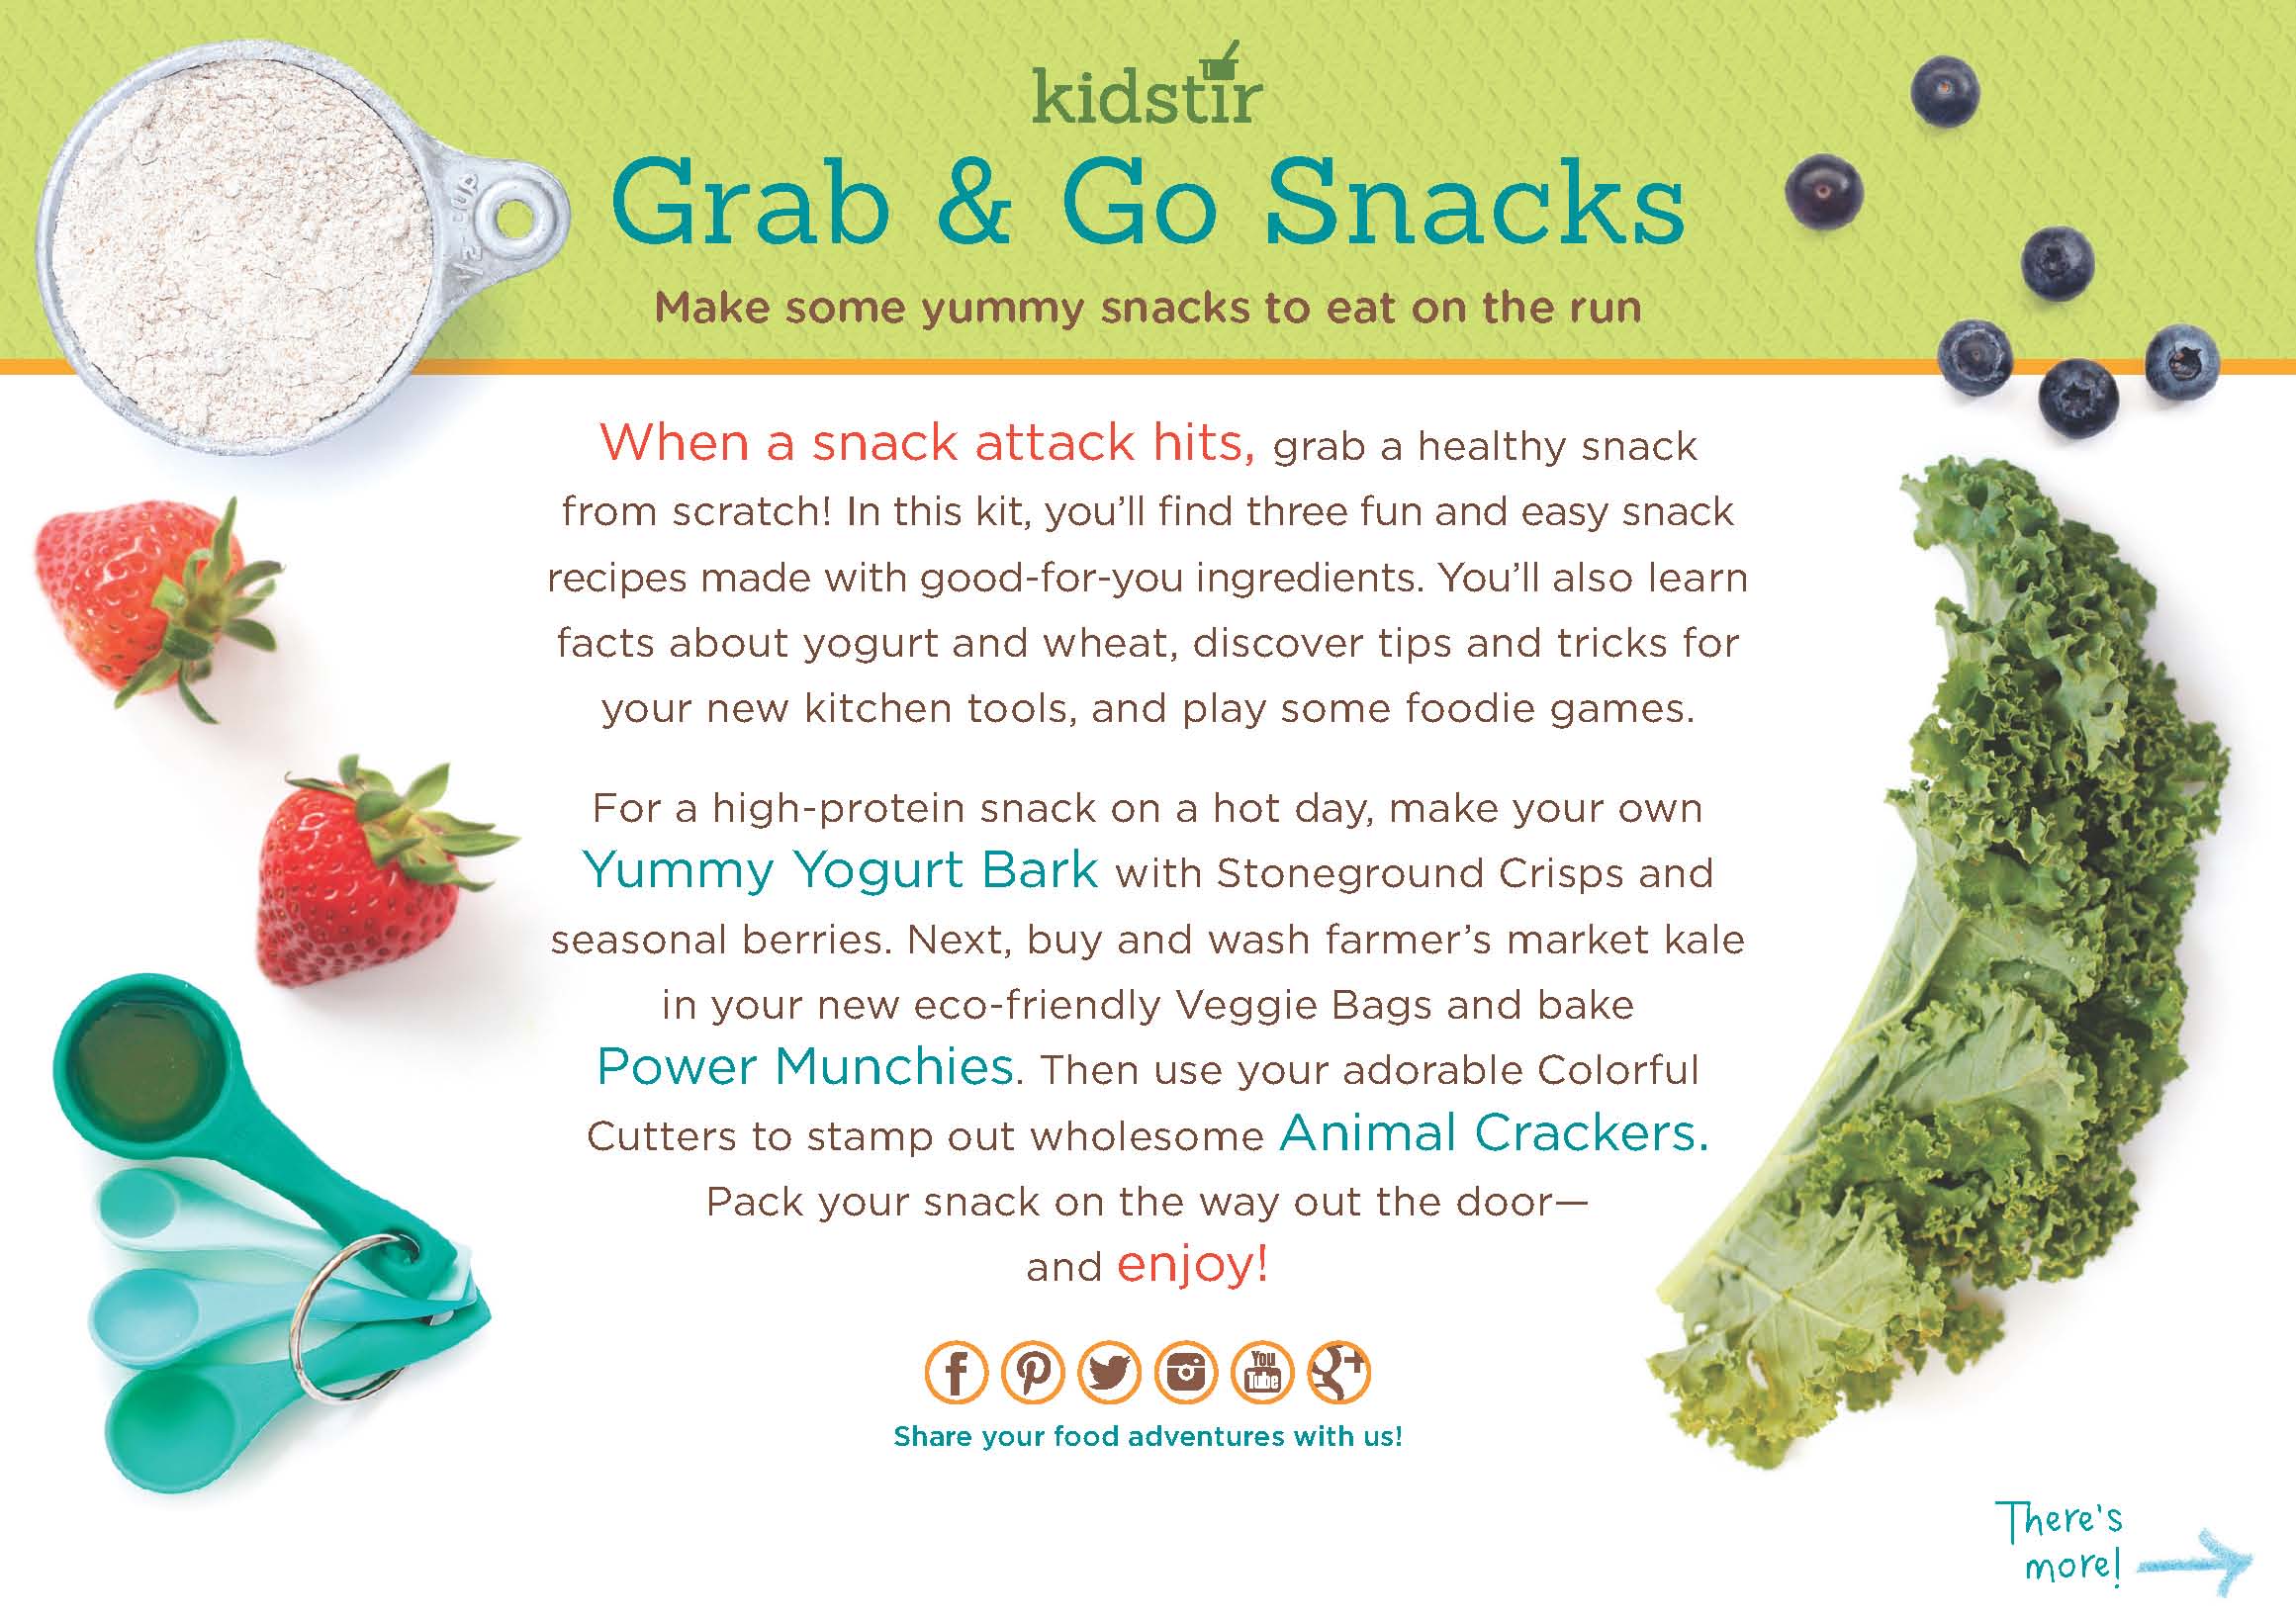 kidstir
Grab & Go Snacks
Make some yummy snacks to eat on the run
1/2 CUP
When a snack attack hits, grab a healthy snack
from scratch! In this kit, you’ll find three fun and easy snack
recipes made with good-for-you ingredients. You’ll also learn
facts about yogurt and wheat, discover tips and tricks for
your new kitchen tools, and play some foodie games.
For a high-protein snack on a hot day, make your own
Yummy Yogurt Bark with Stoneground Crisps and
seasonal berries. Next, buy and wash farmer’s market kale
in your new eco-friendly Veggie Bags and bake
Power Munchies. Then use your adorable Colorful
Cutters to stamp out wholesome Animal Crackers.
Pack your snack on the way out the door—
and enjoy!
You
Tube
Share your food adventures with us!
There's
more!